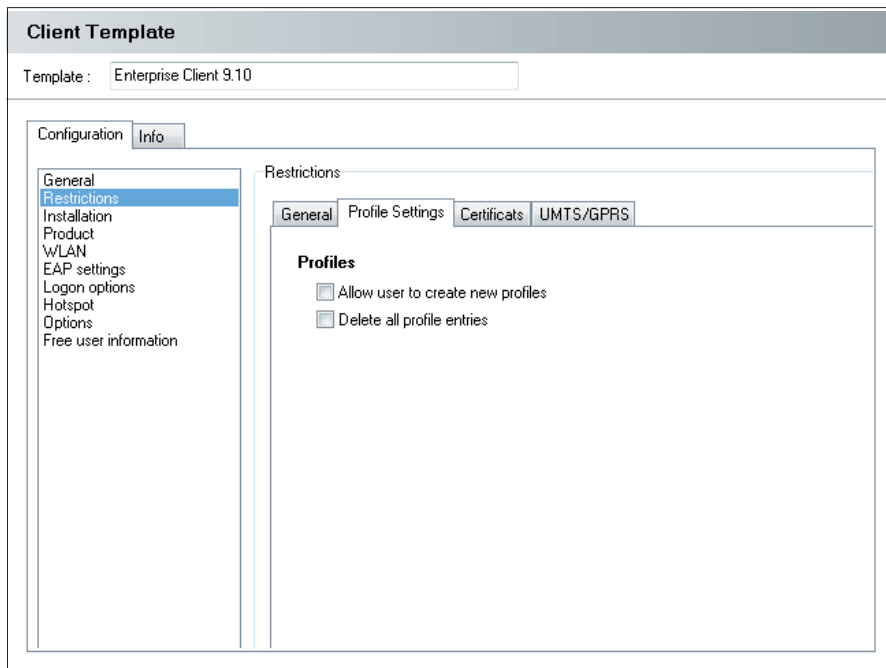 Client Template
Template : Enterprise Client 9.10
Configuration Info
General
Restrictions
Installation
Product
WLAN
EAP settings
Logon options
Hotspot
Options
Free user information
Restrictions
General Profile Settings Certificats UMTS/GPRS
Profiles
Allow user to create new profiles
Delete all profile entries